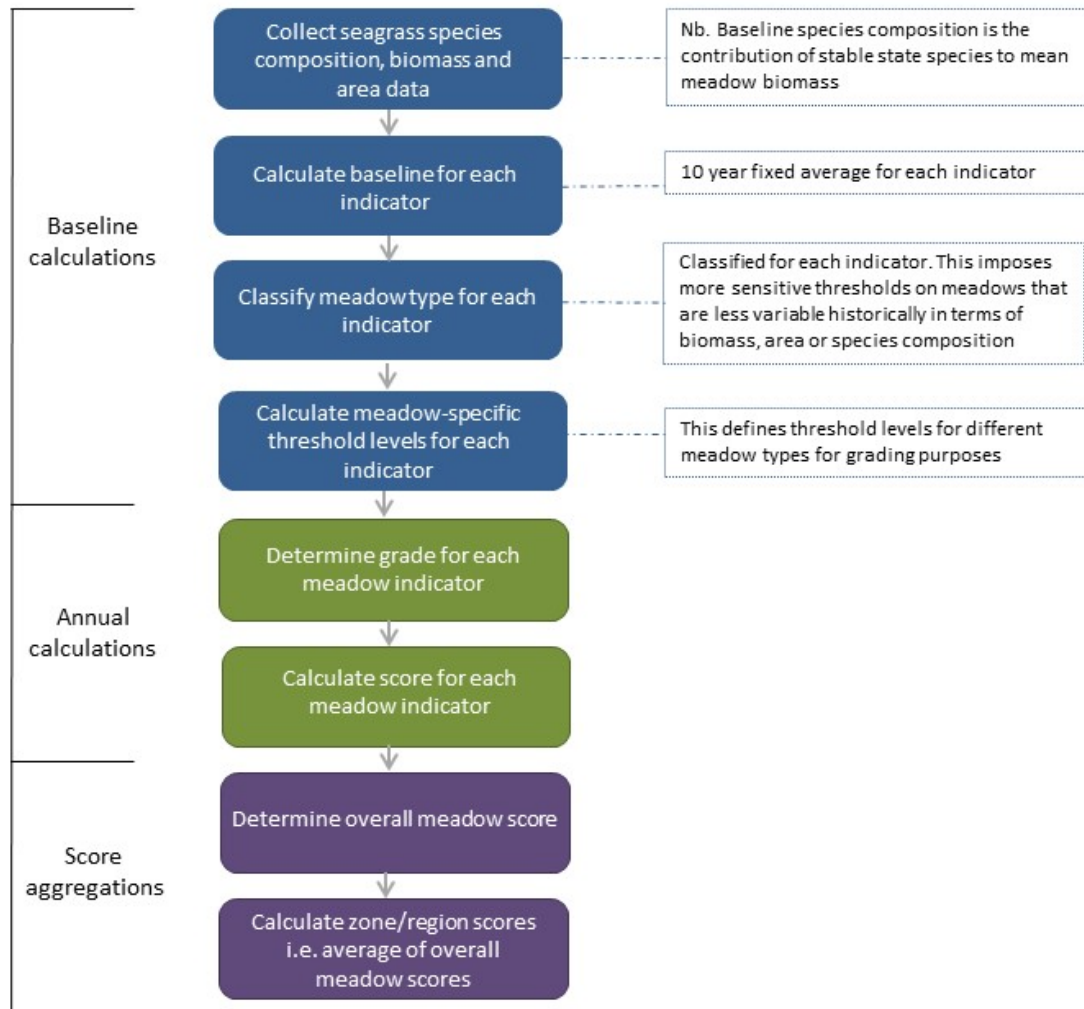 Collect seagrass species
composition, biomass and
area data
Nb. Baseline species composition is the
contribution of stable state species to mean
meadow biomass
Calculate baseline for each
indicator
10 year fixed average for each indicator
Baseline
calculations
Classify meadow type for each
indicator
Classified for each indicator. This imposes
more sensitive thresholds on meadows that
are less variable historically in terms of
biomass, area or species composition
Calculate meadow-specific
threshold levels for each
indicator
This defines threshold levels for different
meadow types for grading purposes
Annual
calculations
Determine grade for each
meadow indicator
Calculate score for each
meadow indicator
Score
aggregations
Determine overall meadow score
Calculate zone/region scores
i.e. average of overall
meadow scores